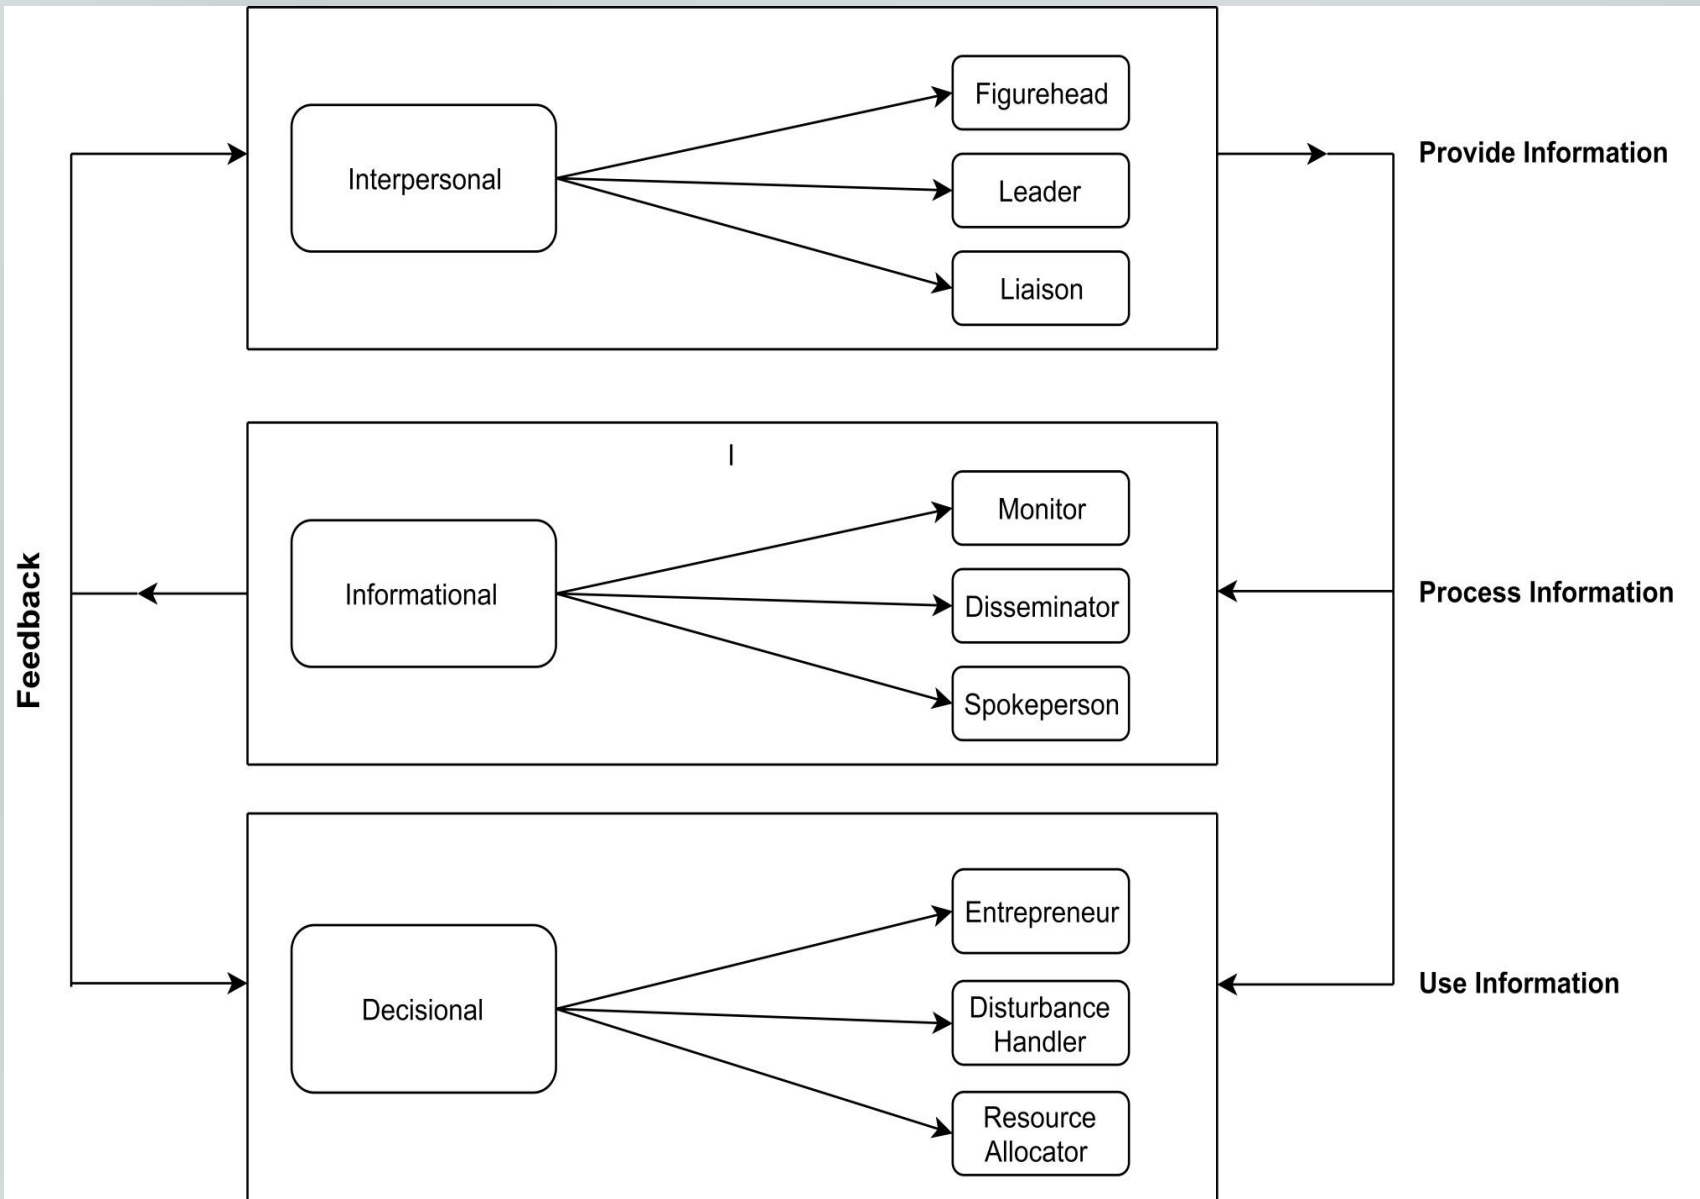 Figurehead
Interpersonal
Leader
Liaison
Provide Information
I
Monitor
Informational
Disseminator
Spokeperson
Process Information
Feedback
Entrepreneur
Decisional
Disturbance
Handler
Resource
Allocator
Use Information